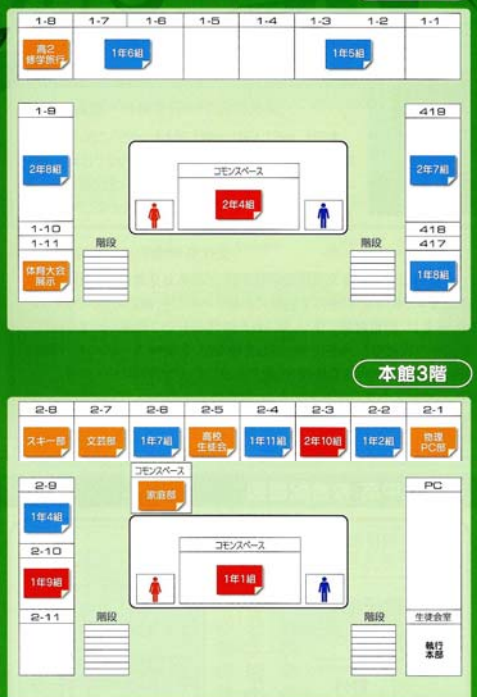 1-8 1-7 1-6 1-5 1-4 1-3 1-2 1-1
高2
修学旅行
1年6組
1年5組
1-9
419
2年8組
コモンスペース
2年4組
2年7組
1-10
418
1-11
階段
階段
417
体育大会
展示
1年8組
本館3階
2-8 2-7 2-6 2-5 2-4 2-3 2-2 2-1
スキー部
文芸部
1年7組
高校
生徒会
1年11組
2年10組
1年2組
物理
PC部
コモンスペース
家庭部
2-9
PC
1年4組
コモンスペース
2-10
1年9組
1年1組
2-11
階段
階段
生徒会室
執行
本部